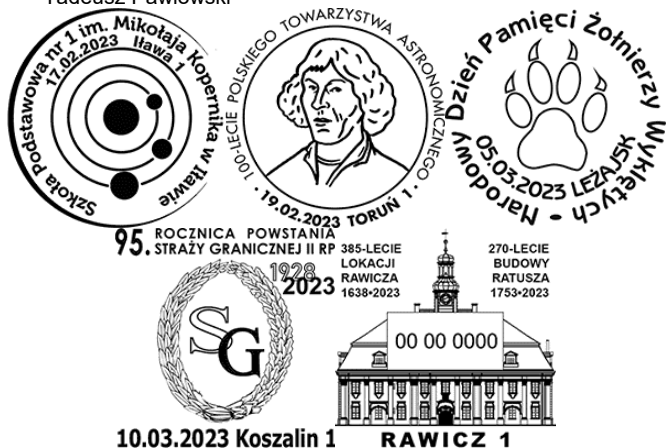 Tadeusz Pawłowski
Szkoła Podstawowa nr 1 im. Mikołaja Kopernika w Iławie
17.02.2023 Iława 1
100-LECIE POLSKIEGO TOWARZYSTWA ASTRONOMICZNEGO
19.02.2023 TORUŃ 1
Narodowy Dzień Pamięci Żołnierzy Wyklętych
05.03.2023 LEŻAJSK
95. ROCZNICA POWSTANIA
STRAŻY GRANICZNEJ II RP
1928
2023
SG
10.03.2023 Koszalin 1
385-LECIE
LOKACJI
RAWICZA
1638•2023
270-LECIE
BUDOWY
RATUSZA
1753•2023
00 00 0000
RAWICZ 1